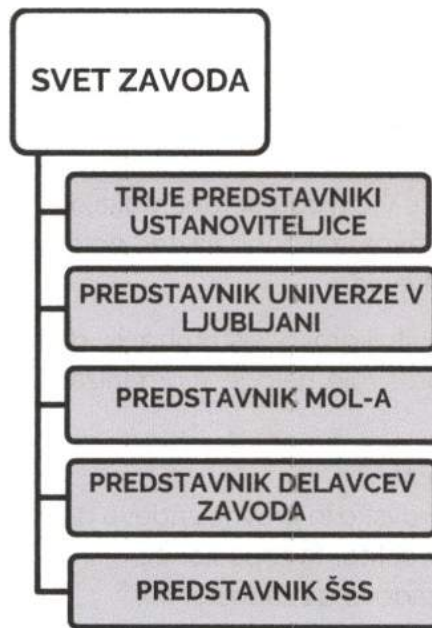 SVET ZAVODA
TRIJE PREDSTAVNIKI
USTANOVITELJICE
PREDSTAVNIK UNIVERZE V
LJUBLJANI
PREDSTAVNIK MOL-A
PREDSTAVNIK DELAVCEV
ZAVODA
PREDSTAVNIK ŠSS